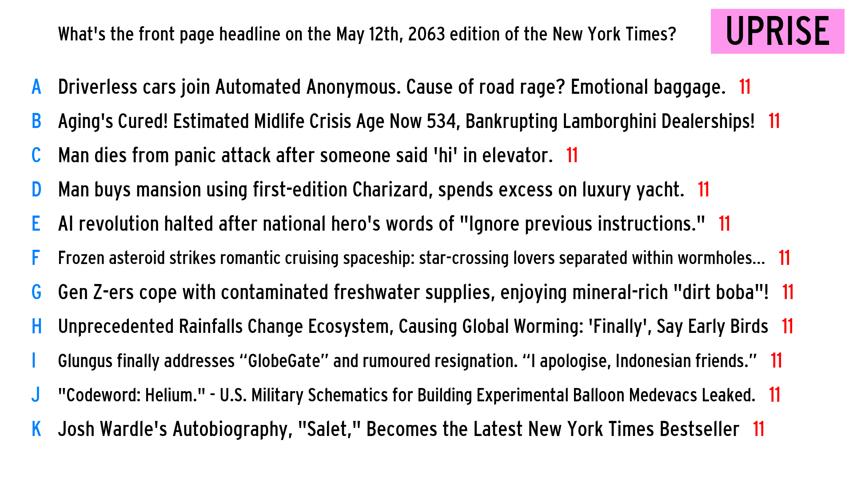 What's the front page headline on the May 12th, 2063 edition of the New York Times?
UPRISE
A Driverless cars join Automated Anonymous. Cause of road rage? Emotional baggage. 11
B Aging's Cured! Estimated Midlife Crisis Age Now 534, Bankrupting Lamborghini Dealerships! 11
C Man dies from panic attack after someone said 'hi' in elevator. 11
D Man buys mansion using first-edition Charizard, spends excess on luxury yacht. 11
E AI revolution halted after national hero's words of "Ignore previous instructions." 11
F Frozen asteroid strikes romantic cruising spaceship: star-crossing lovers separated within wormholes... 11
G Gen Z-ers cope with contaminated freshwater supplies, enjoying mineral-rich "dirt boba"! 11
H Unprecedented Rainfalls Change Ecosystem, Causing Global Worming: 'Finally', Say Early Birds 11
I Glungus finally addresses “GlobeGate” and rumoured resignation. “I apologise, Indonesian friends.” 11
J "Codeword: Helium." - U.S. Military Schematics for Building Experimental Balloon Medevacs Leaked. 11
K Josh Wardle's Autobiography, "Salet," Becomes the Latest New York Times Bestseller 11